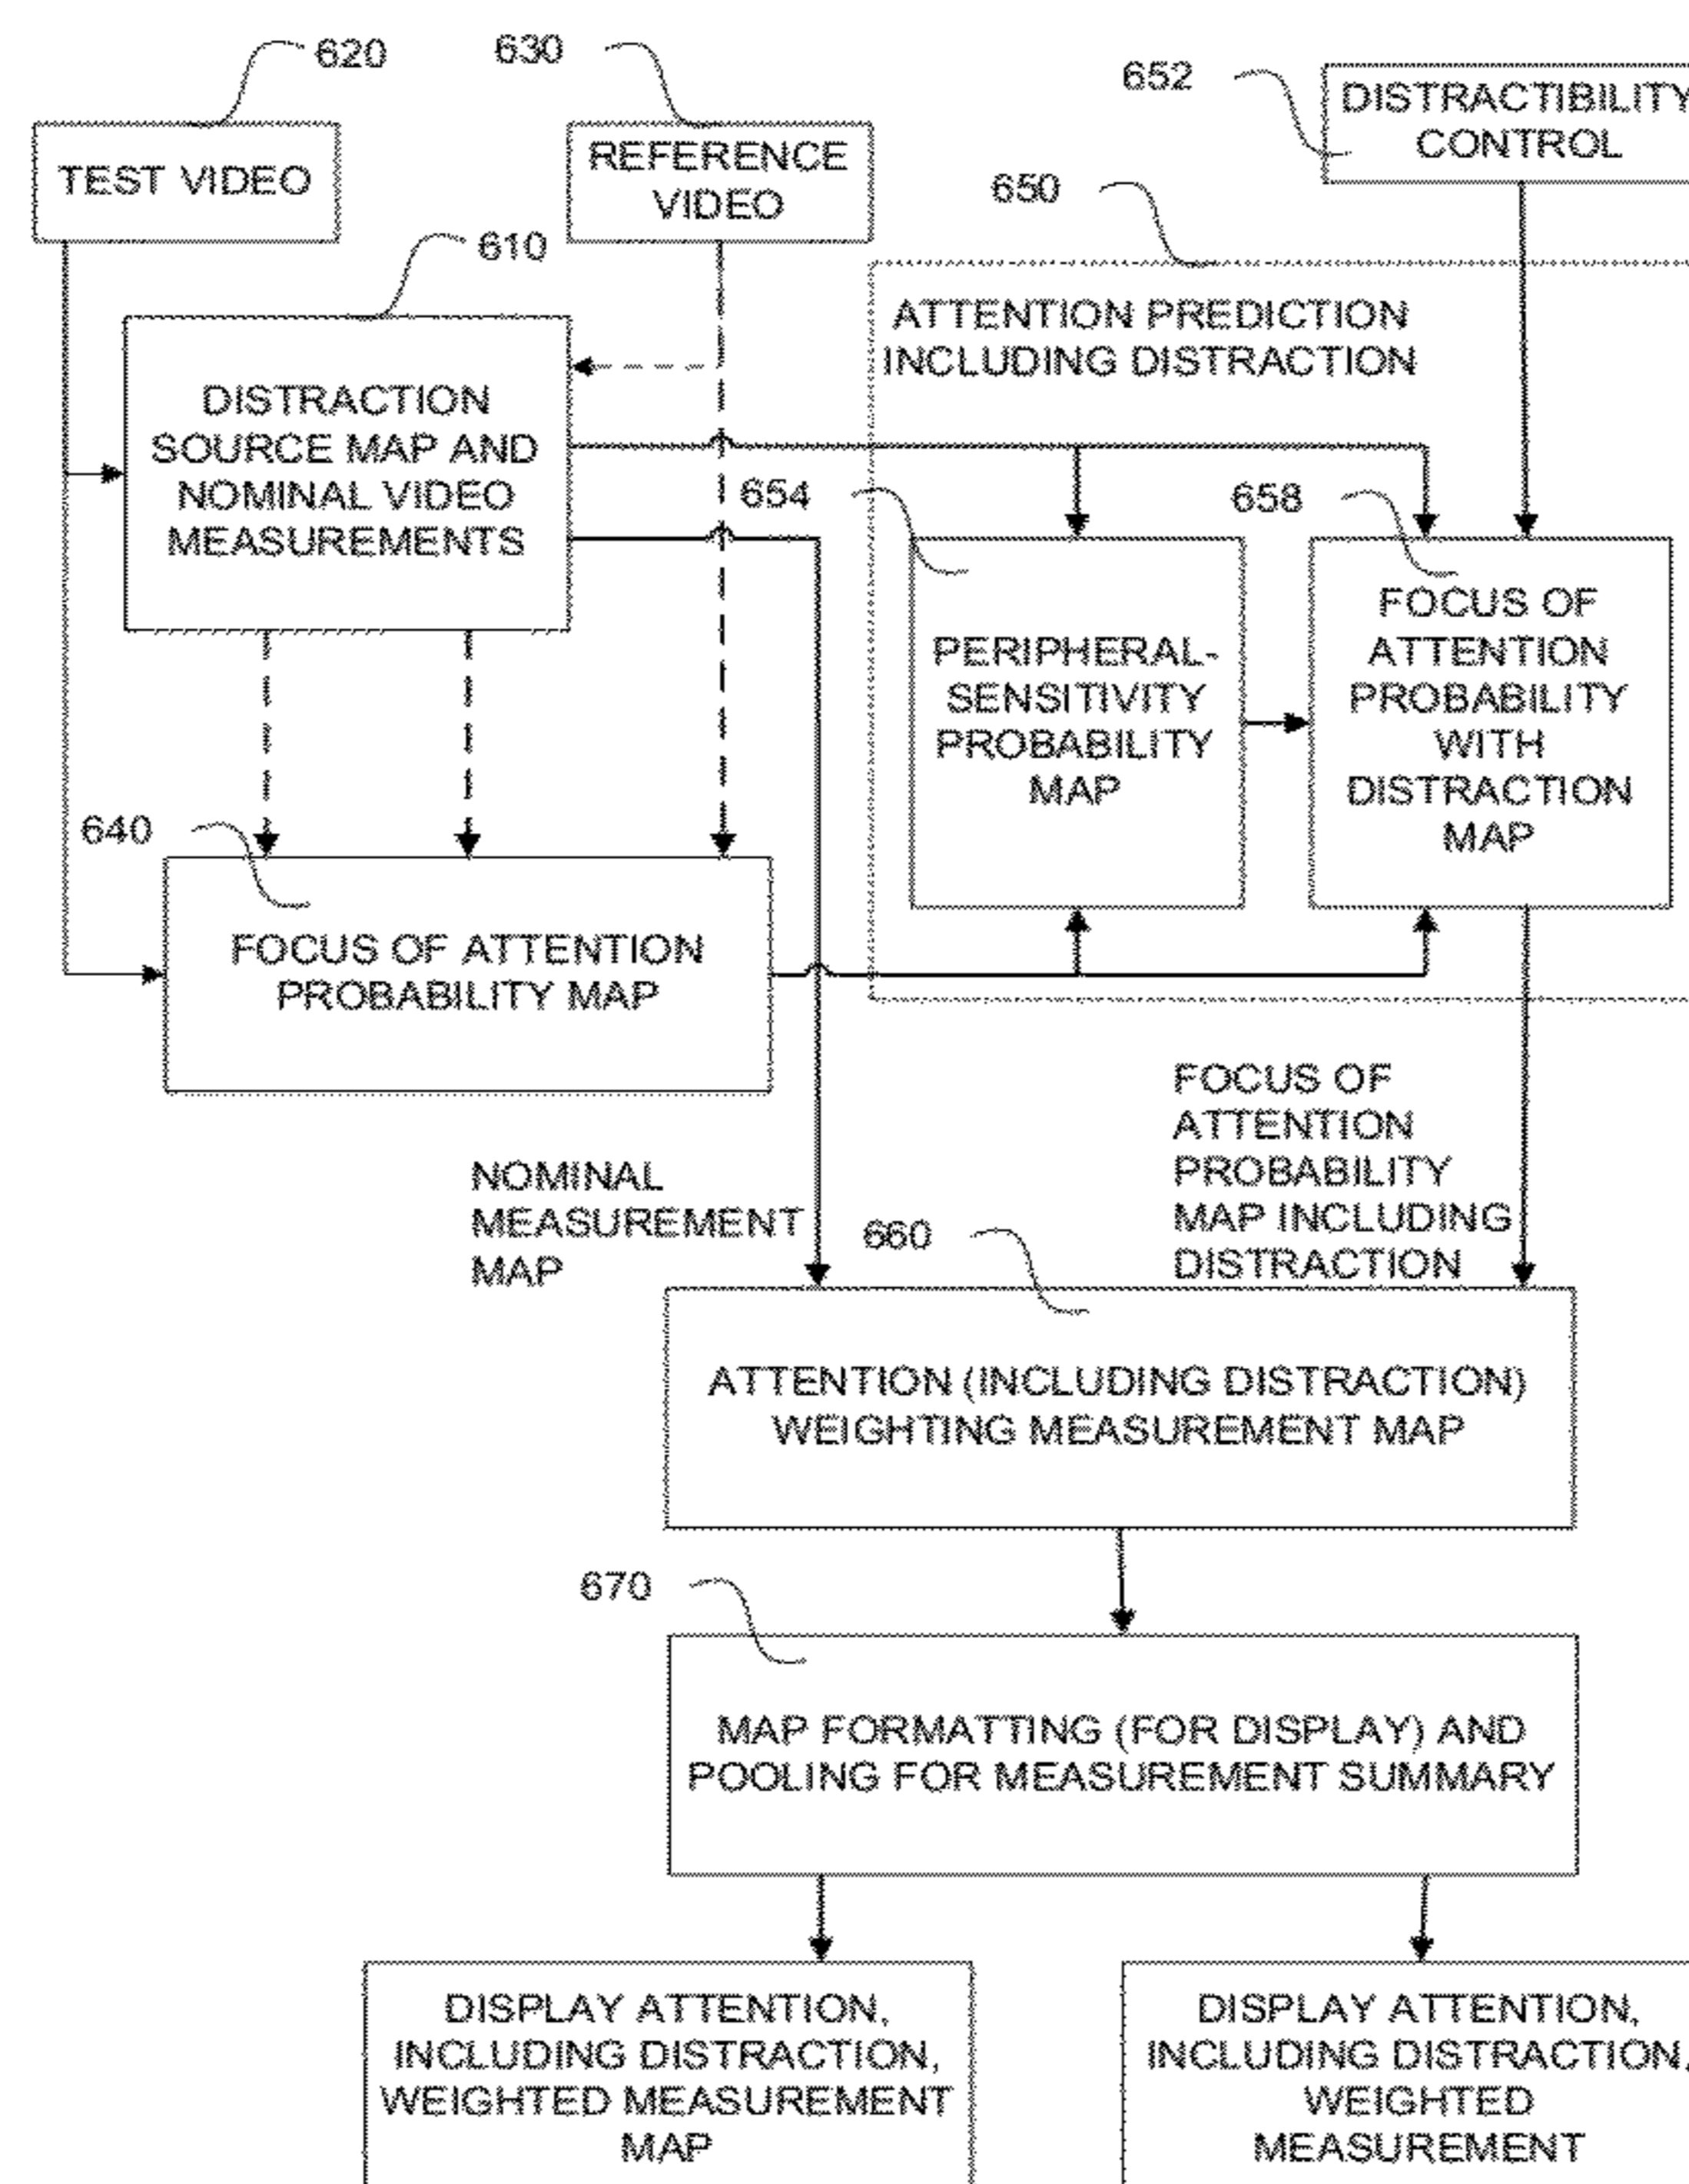 620
630
652
DISTRACTIBILITY
CONTROL
TEST VIDEO
REFERENCE
VIDEO
650
610
ATTENTION PREDICTION
INCLUDING DISTRACTION
DISTRACTION
SOURCE MAP AND
NOMINAL VIDEO
MEASUREMENTS
654
658
PERIPHERAL-
SENSITIVITY
PROBABILITY
MAP
FOCUS OF
ATTENTION
PROBABILITY
WITH
DISTRACTION
MAP
640
FOCUS OF ATTENTION
PROBABILITY MAP
NOMINAL
MEASUREMENT
MAP
FOCUS OF
ATTENTION
PROBABILITY
MAP INCLUDING
DISTRACTION
660
ATTENTION (INCLUDING DISTRACTION)
WEIGHTING MEASUREMENT MAP
670
MAP FORMATTING (FOR DISPLAY) AND
POOLING FOR MEASUREMENT SUMMARY
DISPLAY ATTENTION,
INCLUDING DISTRACTION,
WEIGHTED MEASUREMENT
MAP
DISPLAY ATTENTION,
INCLUDING DISTRACTION,
WEIGHTED
MEASUREMENT